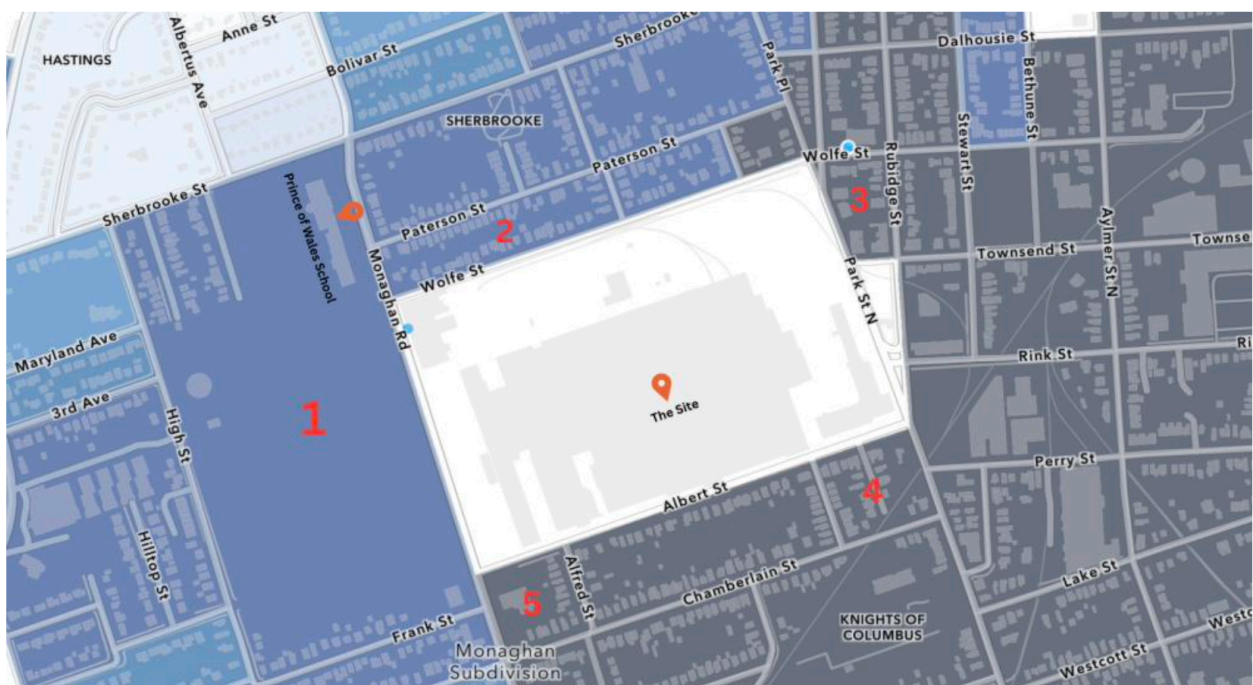 HASTINGS
Albertus Ave
Anne St
Bolivar St
Sherbrooke
SHERBROOKE
Park Pl
Dalhousie St
Bethune St
Stewart St
Wolfe St
Rubidge St
3
Paterson St
Sherbrooke St
Prince of Wales School
Paterson St
2
Wolfe St
Monaghan Rd
Park St N
Townsend St
Aylmer St N
Townse
Maryland Ave
3rd Ave
High St
1
The Site
Rink St
Ri
Perry St
4
Albert St
Hilltop St
Alfred St
5
Chamberlain St
Lake St
Frank St
KNIGHTS OF
COLUMBUS
Monaghan
Subdivision
Westc
Westcott St